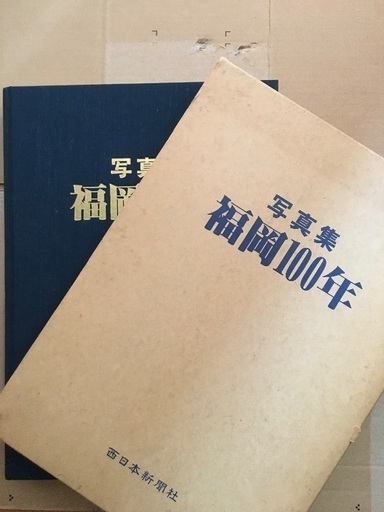 写真
福岡
写真集
福岡100年
西日本新聞社